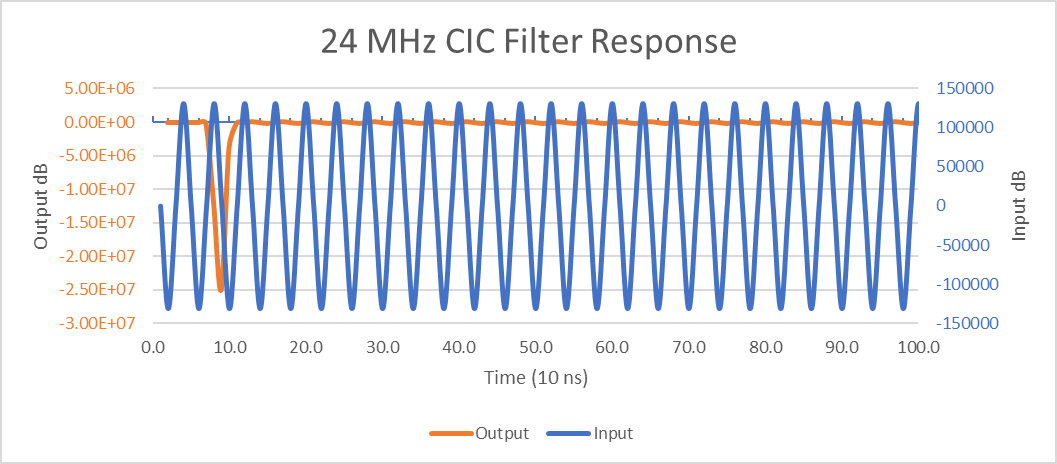 24 MHz CIC Filter Response
5.00E+06
0.00E+00
-5.00E+06
-1.00E+07
-1.50E+07
-2.00E+07
-2.50E+07
-3.00E+07
Output dB
150000
100000
50000
0
-50000
-100000
-150000
Input dB
0.0 10.0 20.0 30.0 40.0 50.0 60.0 70.0 80.0 90.0 100.0
Time (10 ns)
Output Input